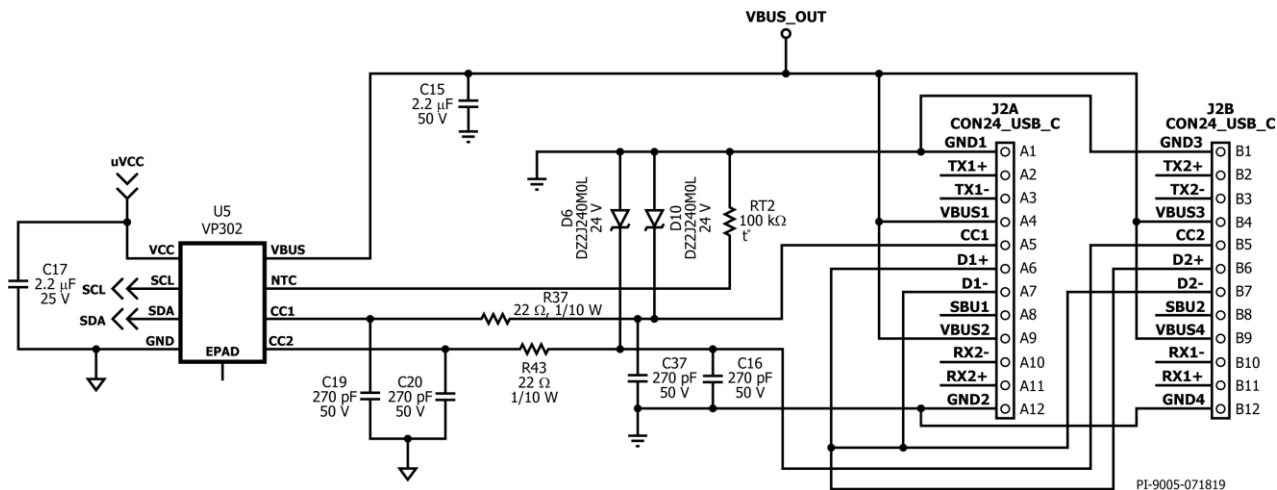 VBUS_OUT
C15
2.2 μF
50 V
J2A
CON24_USB_C
J2B
CON24_USB_C
GND1
A1
GND3
B1
TX1+
A2
TX2+
B2
TX1-
A3
TX2-
B3
VBUS1
A4
VBUS3
B4
CC1
A5
CC2
B5
D1+
A6
D2+
B6
D1-
A7
D2-
B7
SBU1
A8
SBU2
B8
VBUS2
A9
VBUS4
B9
RX2-
A10
RX1-
B10
RX2+
A11
RX1+
B11
GND2
A12
GND4
B12
uVCC
U5
VP302
VCC
VBUS
SCL
SCL
NTC
SDA
SDA
CC1
GND
CC2
EPAD
C17
2.2 μF
25 V
D6
DZ2J240M0L
24 V
D10
DZ2J240M0L
24 V
RT2
100 kΩ
t°
R37
22 Ω, 1/10 W
R43
22 Ω
1/10 W
C19
270 pF
50 V
C20
270 pF
50 V
C37
270 pF
50 V
C16
270 pF
50 V
PI-9005-071819